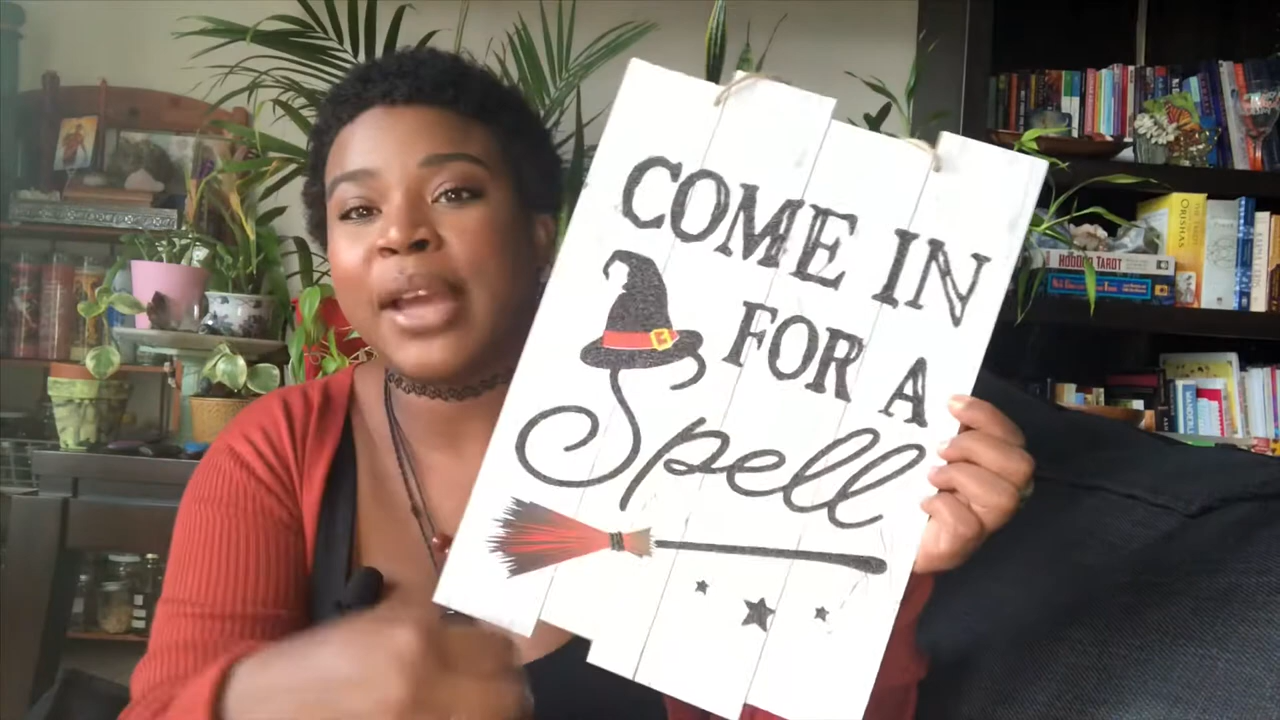 COME IN
FOR A
Spell
HOODOO TAROT
ORISHAS